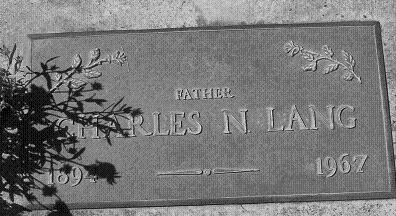 FATHER
CHARLES N. LANG
1894 1967